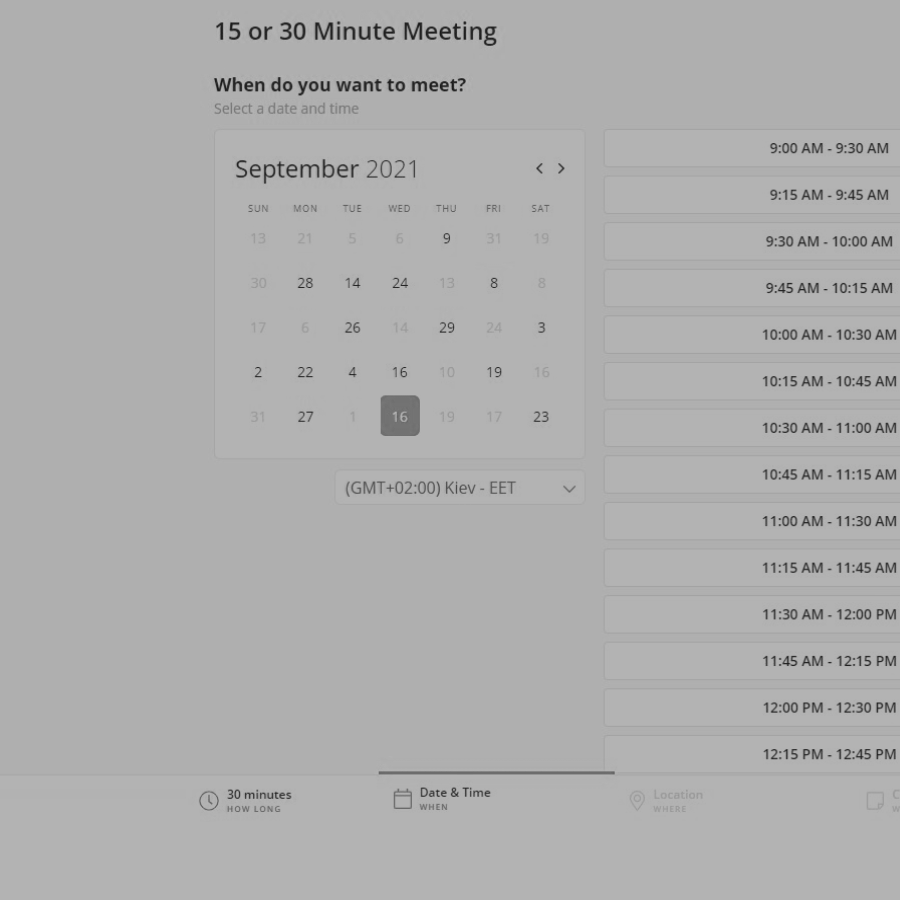 15 or 30 Minute Meeting
When do you want to meet?
Select a date and time
September 2021
SUN MON TUE WED THU FRI SAT
13 21 5 6 9 31 19
30 28 14 24 13 8 8
17 6 26 14 29 24 3
2 22 4 16 10 19 16
31 27 1 16 19 17 23
(GMT+02:00) Kiev - EET
9:00 AM - 9:30 AM
9:15 AM - 9:45 AM
9:30 AM - 10:00 AM
9:45 AM - 10:15 AM
10:00 AM - 10:30 AM
10:15 AM - 10:45 AM
10:30 AM - 11:00 AM
10:45 AM - 11:15 AM
11:00 AM - 11:30 AM
11:15 AM - 11:45 AM
11:30 AM - 12:00 PM
11:45 AM - 12:15 PM
12:00 PM - 12:30 PM
12:15 PM - 12:45 PM
30 minutes
HOW LONG
Date & Time
WHEN
Location
WHERE